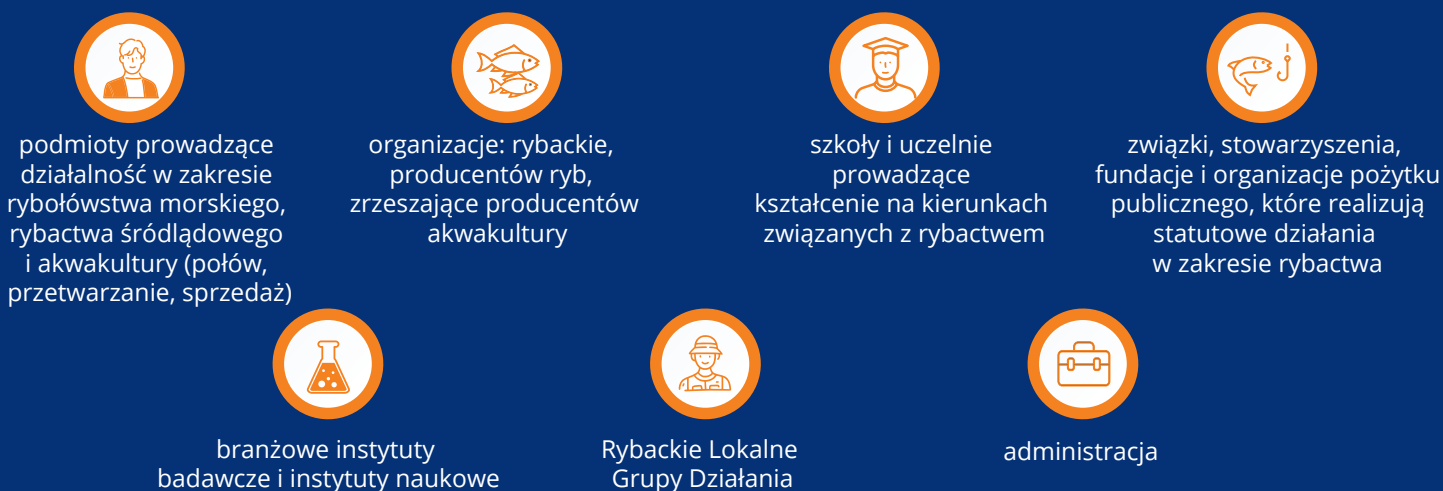 podmioty prowadzące
działalność w zakresie
rybołówstwa morskiego,
rybactwa śródlądowego
i akwakultury (połów,
przetwarzanie, sprzedaż)
organizacje: rybackie,
producentów ryb,
zrzeszające producentów
akwakultury
szkoły i uczelnie
prowadzące
kształcenie na kierunkach
związanych z rybactwem
związki, stowarzyszenia,
fundacje i organizacje pożytku
publicznego, które realizują
statutowe działania
w zakresie rybactwa
branżowe instytuty
badawcze i instytuty naukowe
Rybackie Lokalne
Grupy Działania
administracja